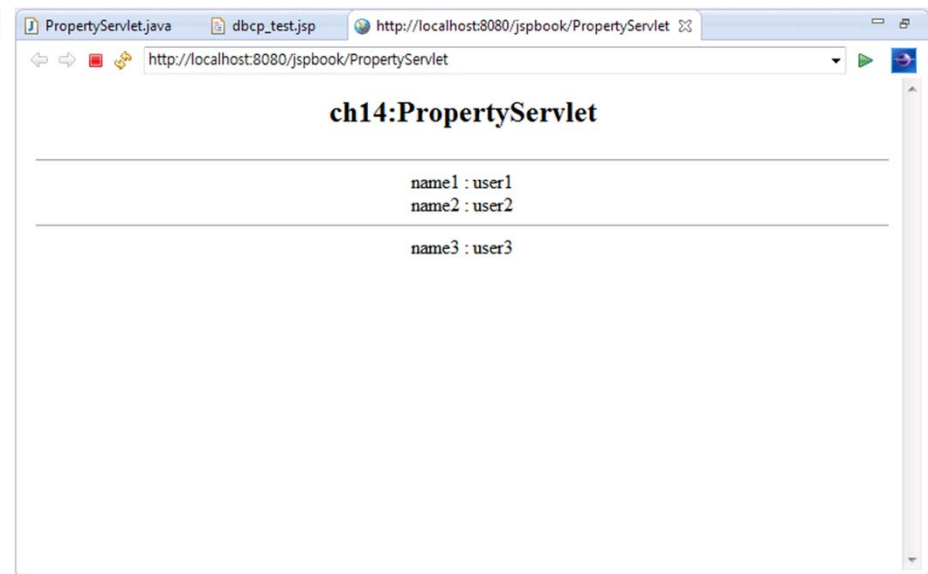 PropertyServlet.java dbcp_test.jsp http://localhost:8080/jspbook/PropertyServlet
http://localhost:8080/jspbook/PropertyServlet
ch14:PropertyServlet
name1 : user1
name2 : user2
name3 : user3